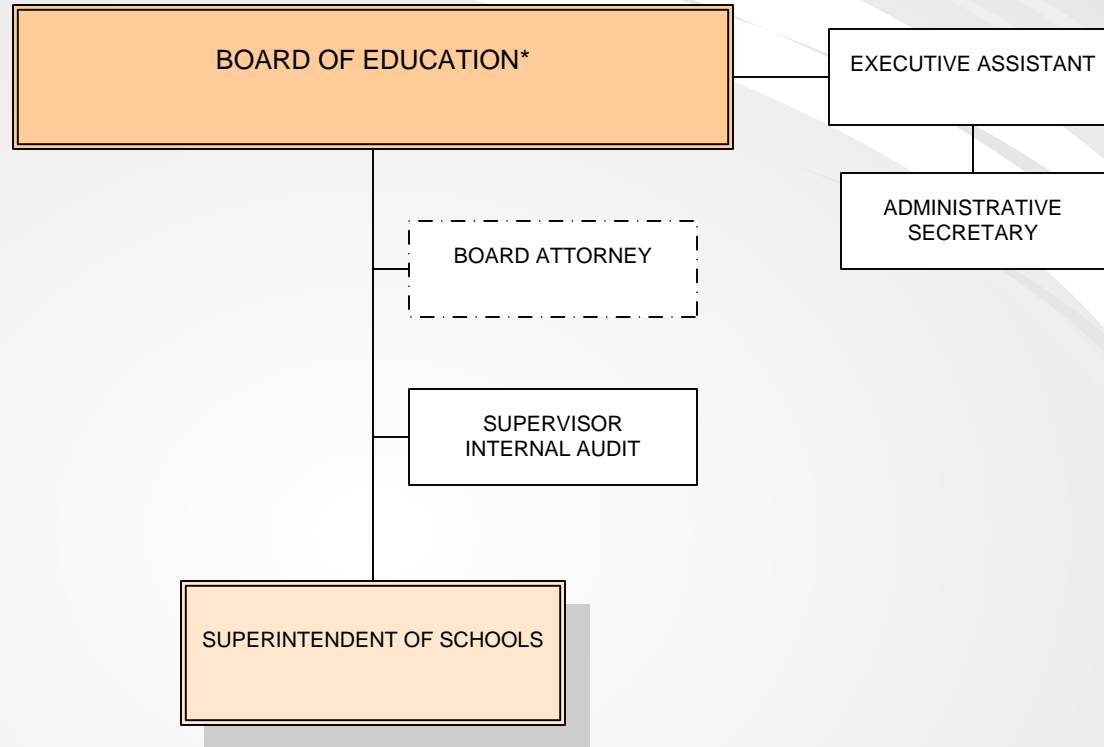 BOARD OF EDUCATION*
EXECUTIVE ASSISTANT
ADMINISTRATIVE
SECRETARY
BOARD ATTORNEY
SUPERVISOR
INTERNAL AUDIT
SUPERINTENDENT OF SCHOOLS